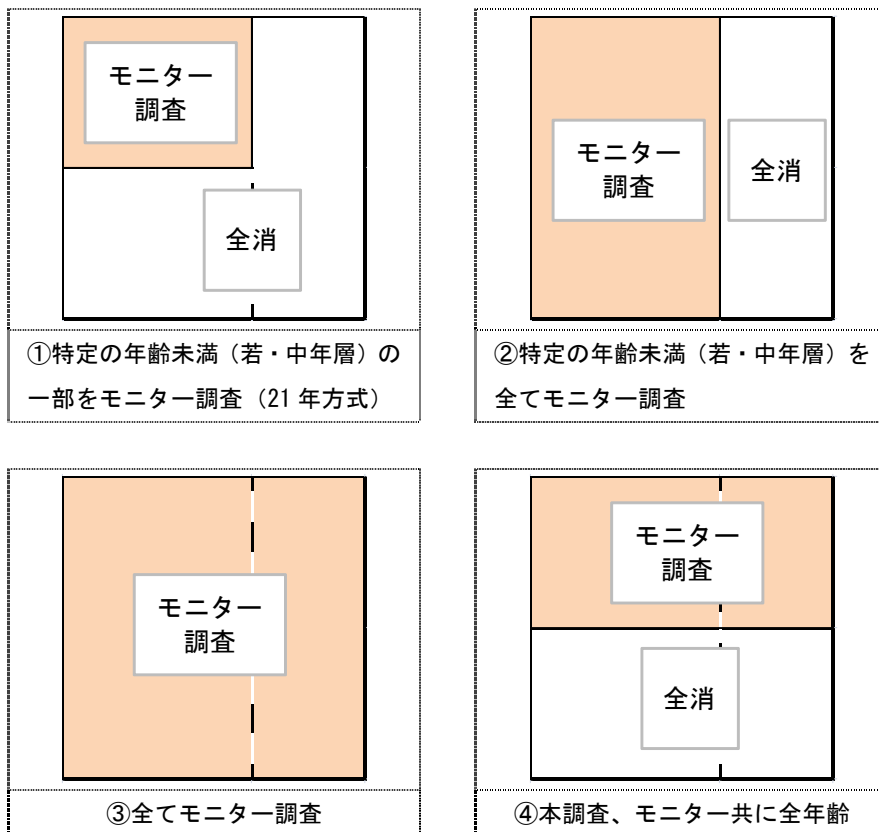 モニター
調査
全消
①特定の年齢未満（若・中年層）の
一部をモニター調査（21 年方式）
モニター
調査
全消
②特定の年齢未満（若・中年層）を
全てモニター調査
モニター
調査
③全てモニター調査
モニター
調査
全消
④本調査、モニター共に全年齢